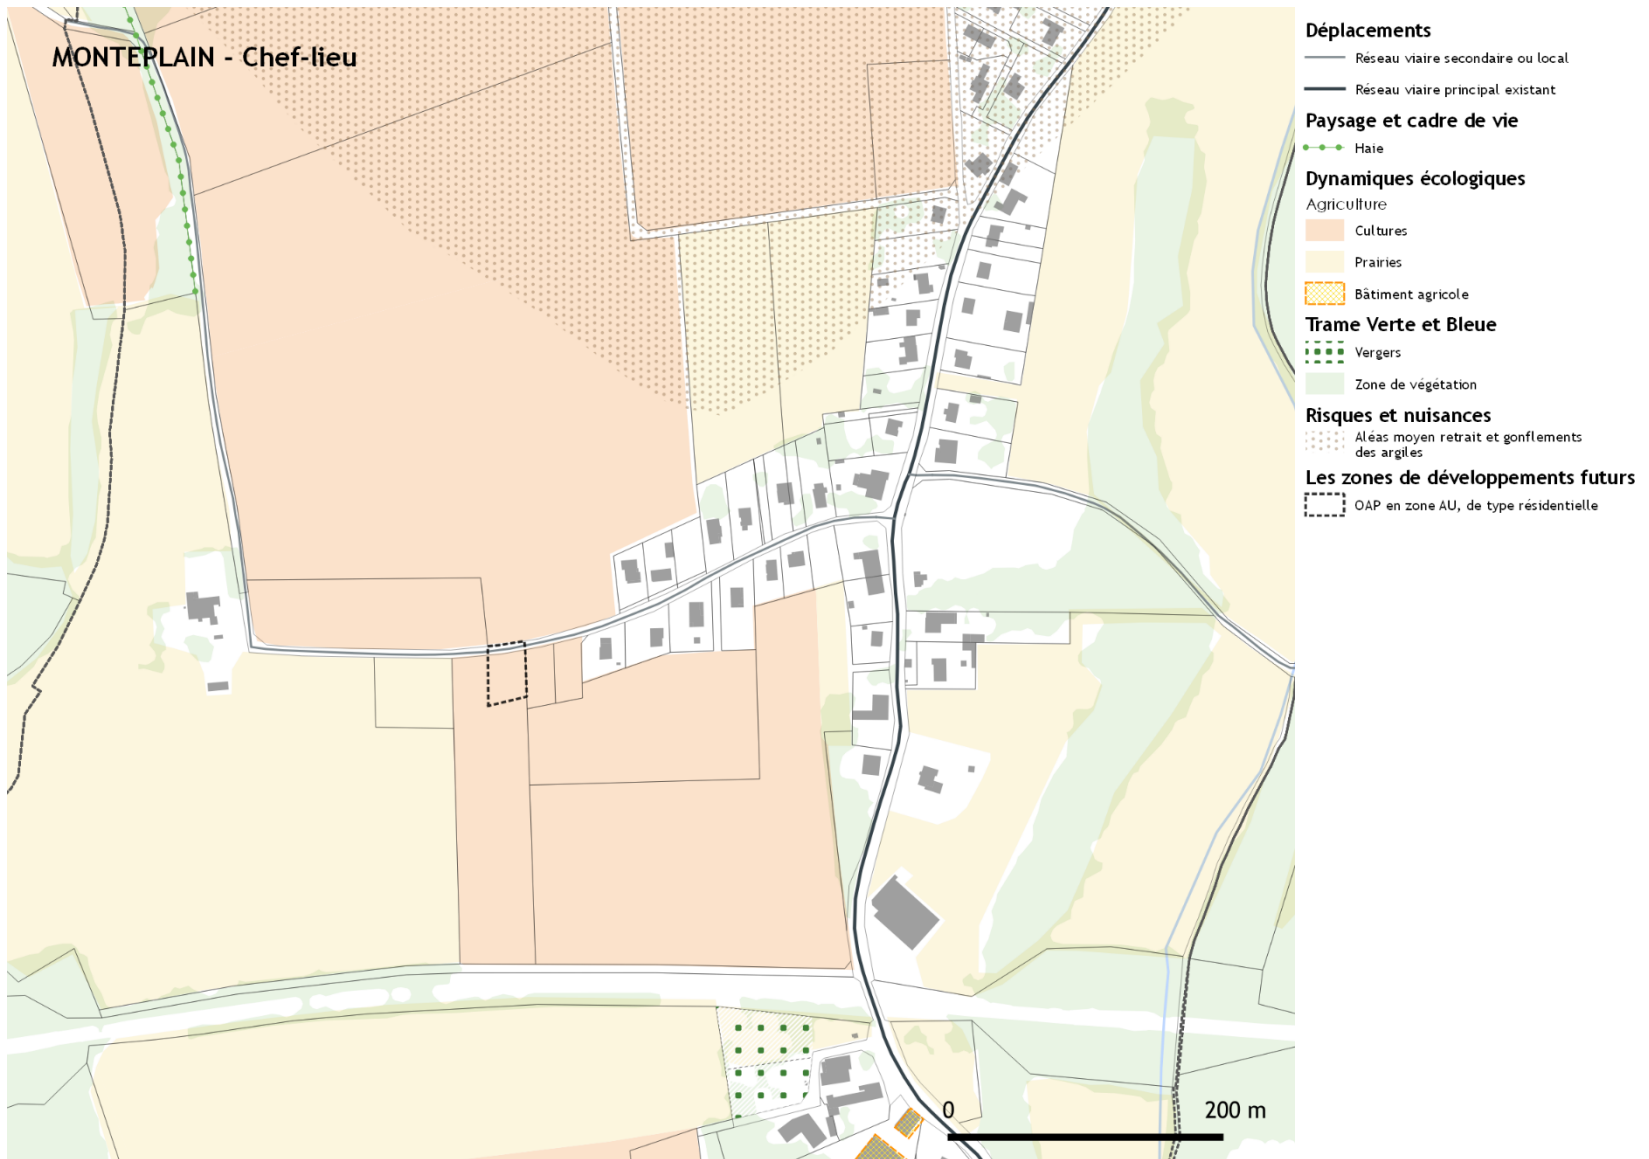 MONTEPLAIN - Chef-lieu
Déplacements
Réseau viaire secondaire ou local
Réseau viaire principal existant
Paysage et cadre de vie
Haie
Dynamiques écologiques
Agriculture
Cultures
Prairies
Bâtiment agricole
Trame Verte et Bleue
Vergers
Zone de végétation
Risques et nuisances
Aléas moyen retrait et gonflements
des argiles
Les zones de développements futurs
OAP en zone AU, de type résidentielle
0 200 m